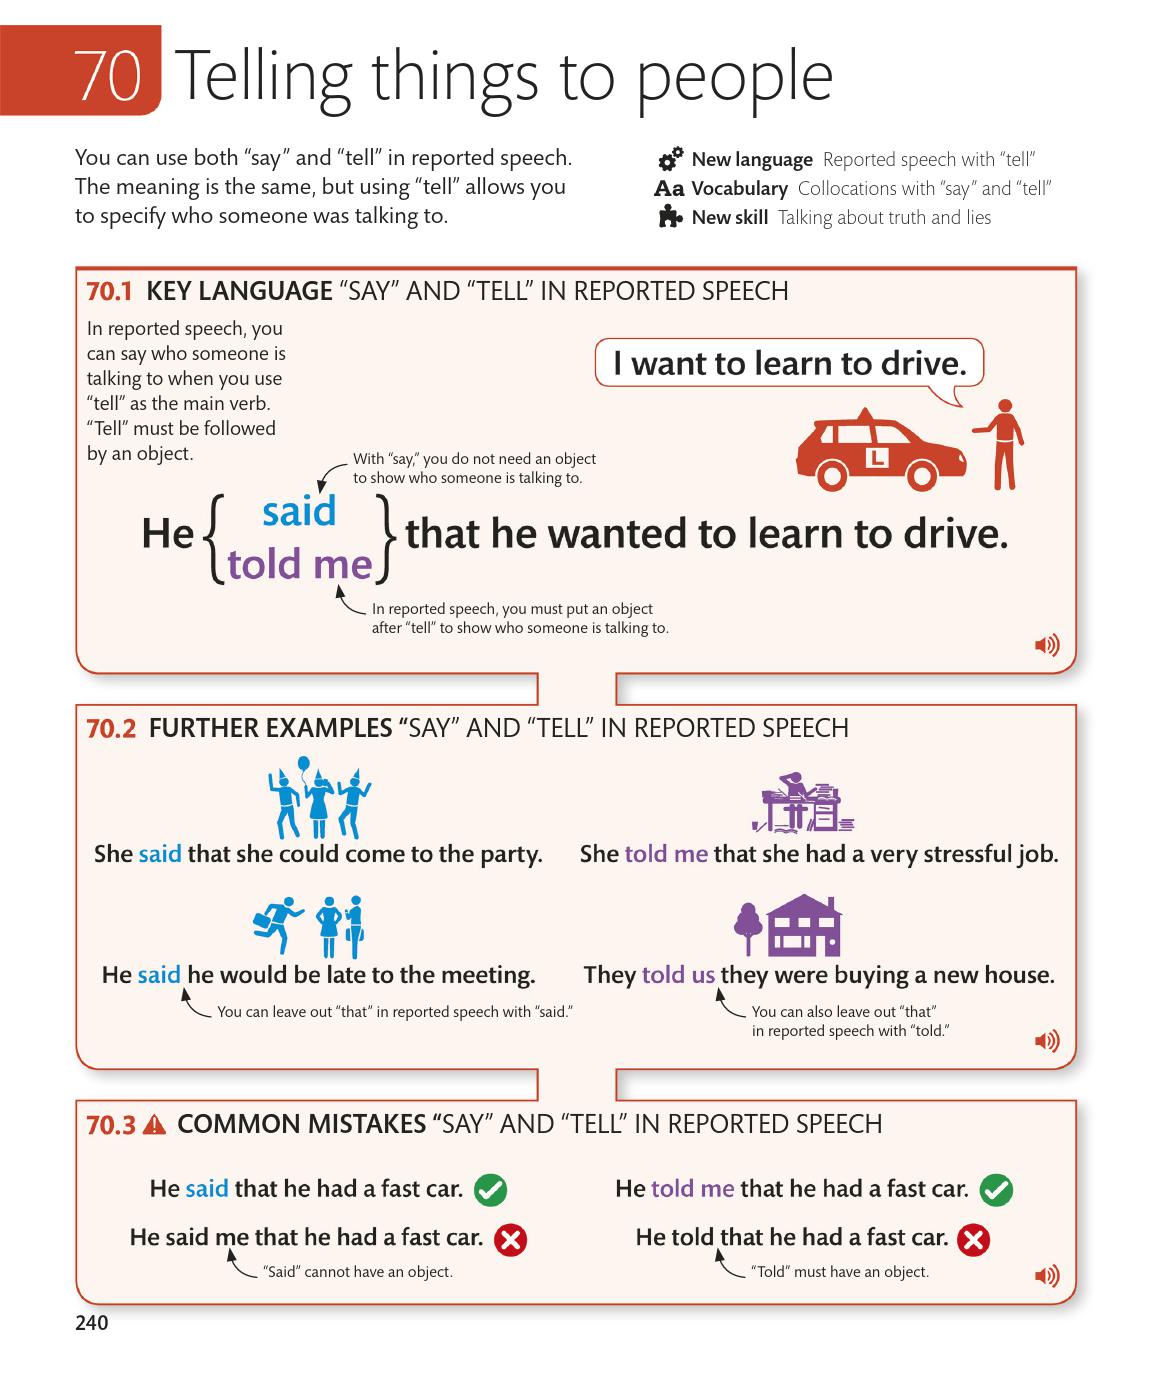 70 Telling things to people
You can use both “say” and “tell” in reported speech.
The meaning is the same, but using “tell” allows you
to specify who someone was talking to.
New language Reported speech with “tell”
Aa Vocabulary Collocations with “say” and “tell”
New skill Talking about truth and lies
70.1 KEY LANGUAGE “SAY” AND “TELL” IN REPORTED SPEECH
In reported speech, you
can say who someone is
talking to when you use
“tell” as the main verb.
“Tell” must be followed
by an object.
I want to learn to drive.
L
With “say,” you do not need an object
to show who someone is talking to.
He { said / told me } that he wanted to learn to drive.
In reported speech, you must put an object
after “tell” to show who someone is talking to.
70.2 FURTHER EXAMPLES “SAY” AND “TELL” IN REPORTED SPEECH
She said that she could come to the party.
She told me that she had a very stressful job.
He said he would be late to the meeting.
They told us they were buying a new house.
You can leave out “that” in reported speech with “said.”
You can also leave out “that”
in reported speech with “told.”
70.3 COMMON MISTAKES “SAY” AND “TELL” IN REPORTED SPEECH
He said that he had a fast car.
He told me that he had a fast car.
He said me that he had a fast car.
He told that he had a fast car.
“Said” cannot have an object.
“Told” must have an object.
240